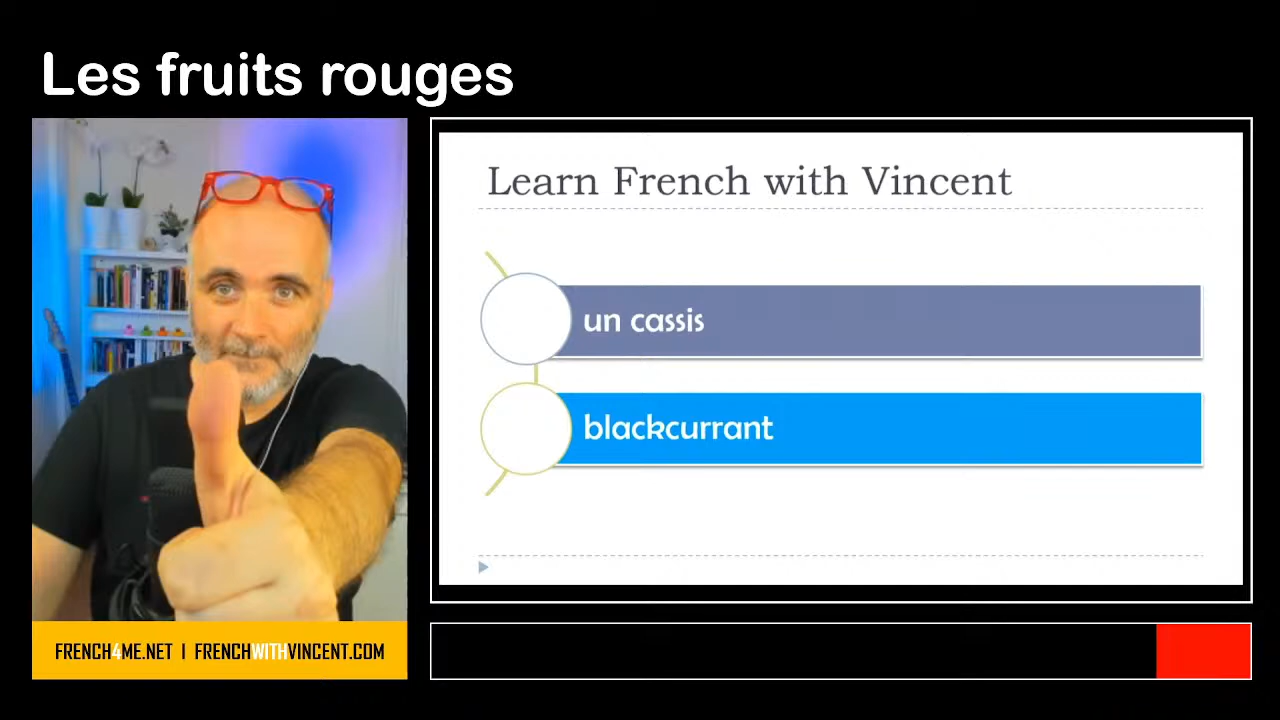 Les fruits rouges
Learn French with Vincent
un cassis
blackcurrant
FRENCH4ME.NET | FRENCHWITHVINCENT.COM